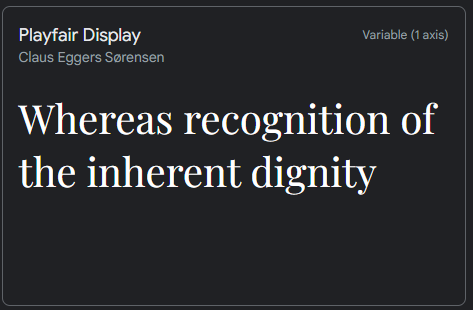 Playfair Display
Variable (1 axis)
Claus Eggers Sørensen
Whereas recognition of
the inherent dignity